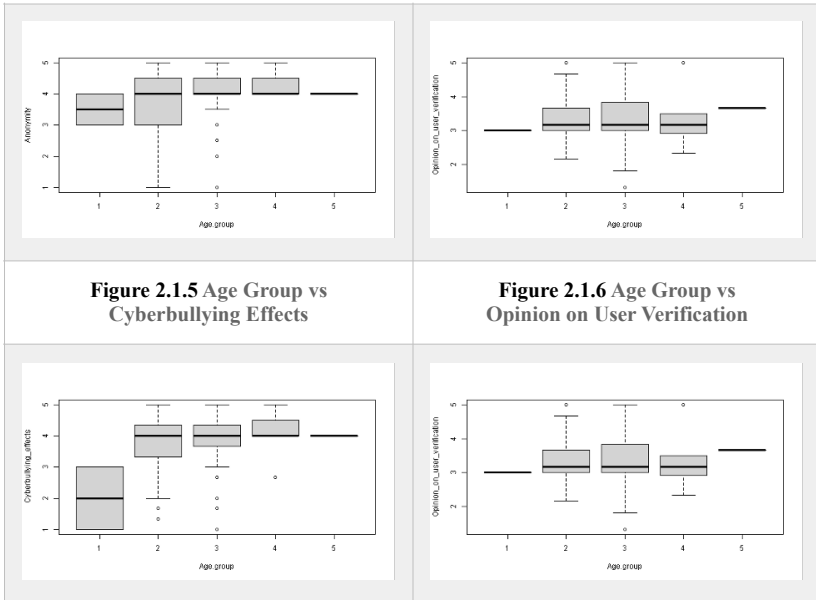 5
4
3
2
1
Anonymity
1 2 3 4 5
Age.group
5
4
3
2
Opinion_on_user_verification
1 2 3 4 5
Age.group
Figure 2.1.5 Age Group vs
Cyberbullying Effects
Figure 2.1.6 Age Group vs
Opinion on User Verification
5
4
3
2
1
Cyberbullying_effects
1 2 3 4 5
Age.group
5
4
3
2
Opinion_on_user_verification
1 2 3 4 5
Age.group